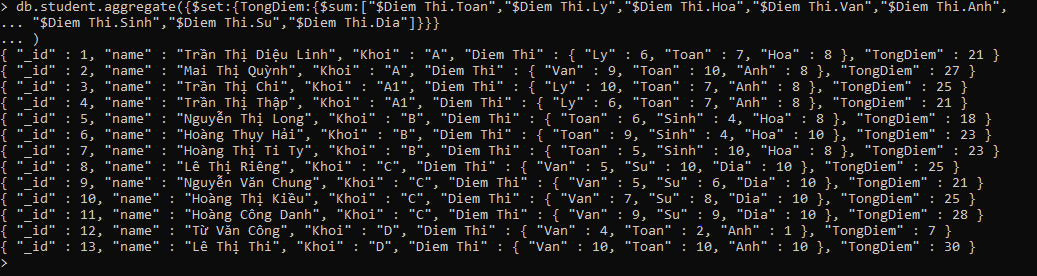 > db.student.aggregate({$set:{TongDiem:{$sum:["$Diem Thi.Toan","$Diem Thi.Ly","$Diem Thi.Hoa","$Diem Thi.Van","$Diem Thi.Anh",
... "$Diem Thi.Sinh","$Diem Thi.Su","$Diem Thi.Dia"]}}}
... )
{ "_id" : 1, "name" : "Trần Thị Diệu Linh", "Khoi" : "A", "Diem Thi" : { "Ly" : 6, "Toan" : 7, "Hoa" : 8 }, "TongDiem" : 21 }
{ "_id" : 2, "name" : "Mai Thị Quỳnh", "Khoi" : "A", "Diem Thi" : { "Van" : 9, "Toan" : 10, "Anh" : 8 }, "TongDiem" : 27 }
{ "_id" : 3, "name" : "Trần Thị Chi", "Khoi" : "A1", "Diem Thi" : { "Ly" : 10, "Toan" : 7, "Anh" : 8 }, "TongDiem" : 25 }
{ "_id" : 4, "name" : "Trần Thị Thập", "Khoi" : "A1", "Diem Thi" : { "Ly" : 6, "Toan" : 7, "Anh" : 8 }, "TongDiem" : 21 }
{ "_id" : 5, "name" : "Nguyễn Thị Long", "Khoi" : "B", "Diem Thi" : { "Toan" : 6, "Sinh" : 4, "Hoa" : 8 }, "TongDiem" : 18 }
{ "_id" : 6, "name" : "Hoàng Thụy Hải", "Khoi" : "B", "Diem Thi" : { "Toan" : 9, "Sinh" : 4, "Hoa" : 10 }, "TongDiem" : 23 }
{ "_id" : 7, "name" : "Hoàng Thị Ti Ty", "Khoi" : "B", "Diem Thi" : { "Toan" : 5, "Sinh" : 10, "Hoa" : 8 }, "TongDiem" : 23 }
{ "_id" : 8, "name" : "Lê Thị Riêng", "Khoi" : "C", "Diem Thi" : { "Van" : 5, "Su" : 10, "Dia" : 10 }, "TongDiem" : 25 }
{ "_id" : 9, "name" : "Nguyễn Văn Chung", "Khoi" : "C", "Diem Thi" : { "Van" : 5, "Su" : 6, "Dia" : 10 }, "TongDiem" : 21 }
{ "_id" : 10, "name" : "Hoàng Thị Kiều", "Khoi" : "C", "Diem Thi" : { "Van" : 7, "Su" : 8, "Dia" : 10 }, "TongDiem" : 25 }
{ "_id" : 11, "name" : "Hoàng Công Danh", "Khoi" : "C", "Diem Thi" : { "Van" : 9, "Su" : 9, "Dia" : 10 }, "TongDiem" : 28 }
{ "_id" : 12, "name" : "Từ Văn Công", "Khoi" : "D", "Diem Thi" : { "Van" : 4, "Toan" : 2, "Anh" : 1 }, "TongDiem" : 7 }
{ "_id" : 13, "name" : "Lê Thị Thi", "Khoi" : "D", "Diem Thi" : { "Van" : 10, "Toan" : 10, "Anh" : 10 }, "TongDiem" : 30 }
>